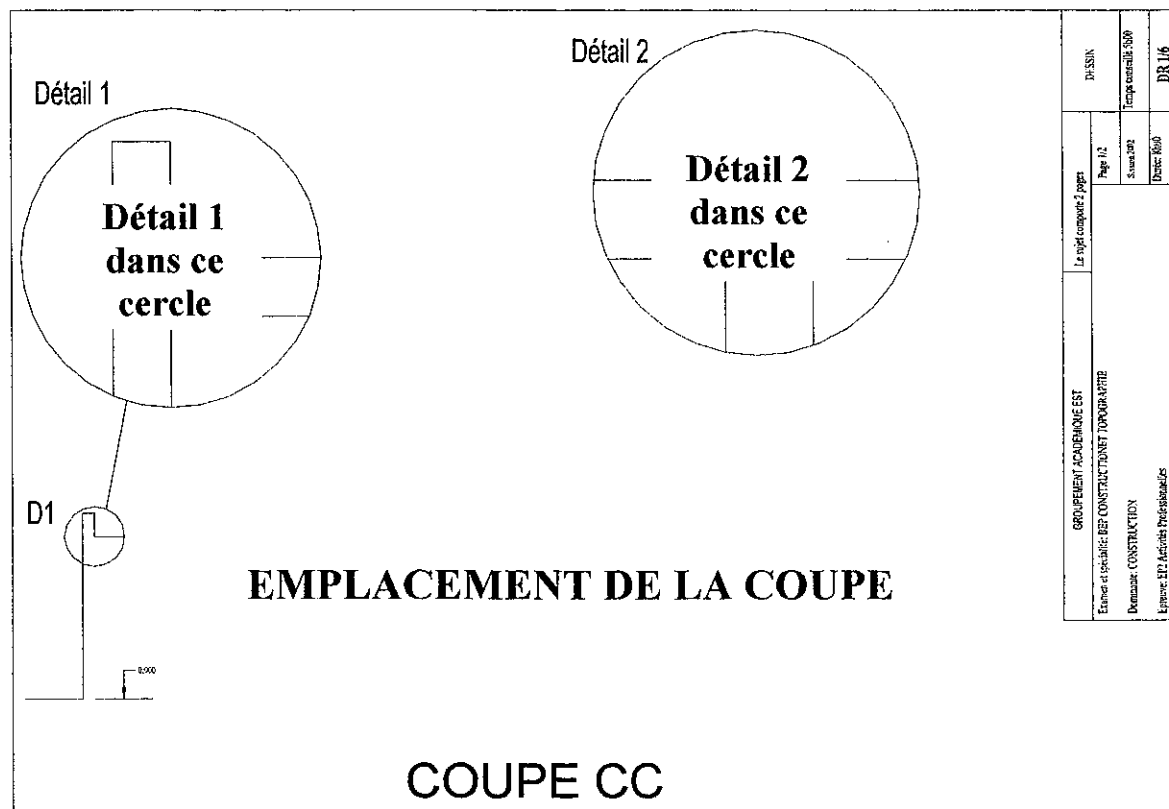 Détail 1
Détail 2
Détail 1
dans ce
cercle
Détail 2
dans ce
cercle
D1
EMPLACEMENT DE LA COUPE
COUPE CC
GROUPEMENT ACADEMIQUE EST
Le sujet comporte 2 pages
DESSIN
Examen et spécialité: BEP CONSTRUCTION ET TOPOGRAPHIE
Page 1/2
Domaine: CONSTRUCTION
Temps conseillé 5h00
Epreuve: EP2 Activités Professionnelles
DR 1/6